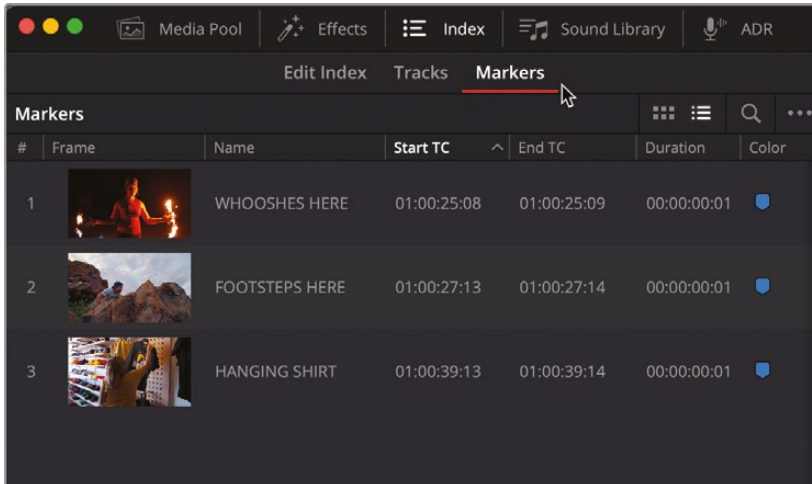 Media Pool Effects Index Sound Library ADR
Edit Index Tracks Markers
Markers
# Frame Name Start TC End TC Duration Color
1 WHOOSHES HERE 01:00:25:08 01:00:25:09 00:00:00:01
2 FOOTSTEPS HERE 01:00:27:13 01:00:27:14 00:00:00:01
3 HANGING SHIRT 01:00:39:13 01:00:39:14 00:00:00:01